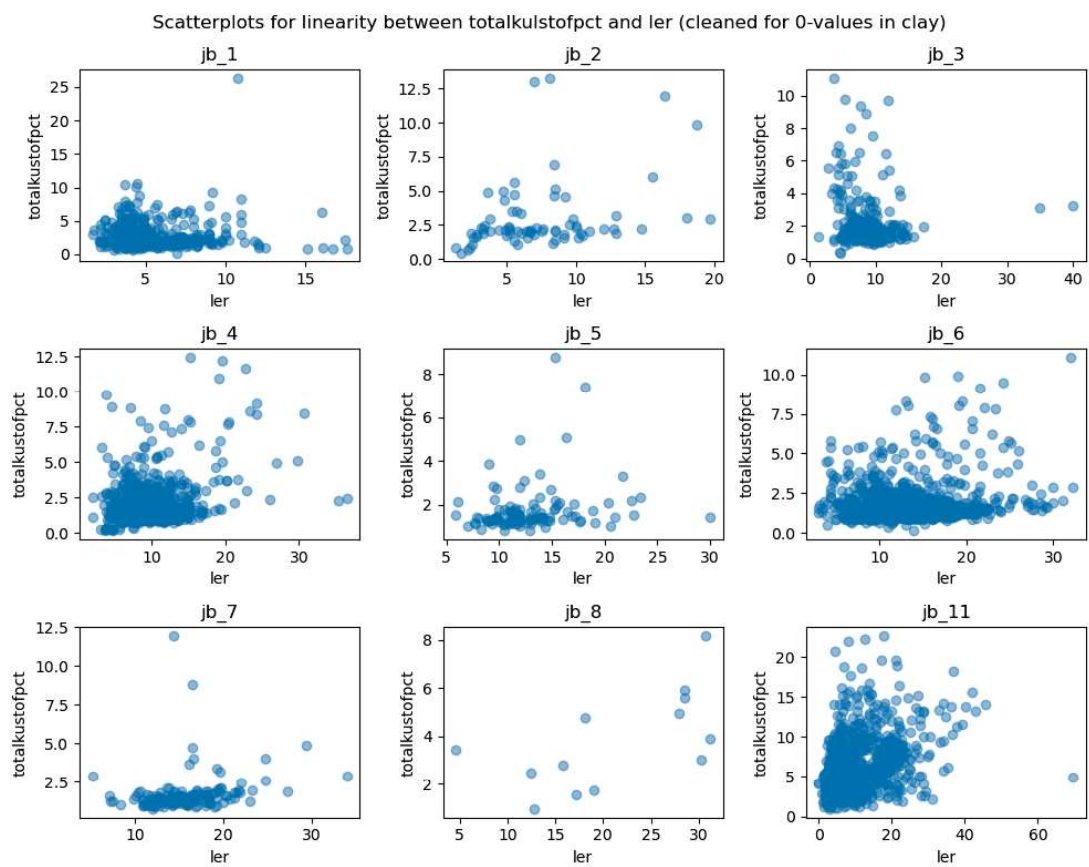 Scatterplots for linearity between totalkulstofpct and ler (cleaned for 0-values in clay)
jb_1
totalkustofpct
25
20
15
10
5
0
5 10 15
ler
jb_2
totalkustofpct
12.5
10.0
7.5
5.0
2.5
0.0
5 10 15 20
ler
jb_3
totalkustofpct
10
8
6
4
2
0
0 10 20 30 40
ler
jb_4
totalkustofpct
12.5
10.0
7.5
5.0
2.5
0.0
10 20 30
ler
jb_5
totalkustofpct
8
6
4
2
5 10 15 20 25 30
ler
jb_6
totalkustofpct
10.0
7.5
5.0
2.5
0.0
10 20 30
ler
jb_7
totalkustofpct
12.5
10.0
7.5
5.0
2.5
10 20 30
ler
jb_8
totalkustofpct
8
6
4
2
5 10 15 20 25 30
ler
jb_11
totalkustofpct
20
15
10
5
0
0 20 40 60
ler